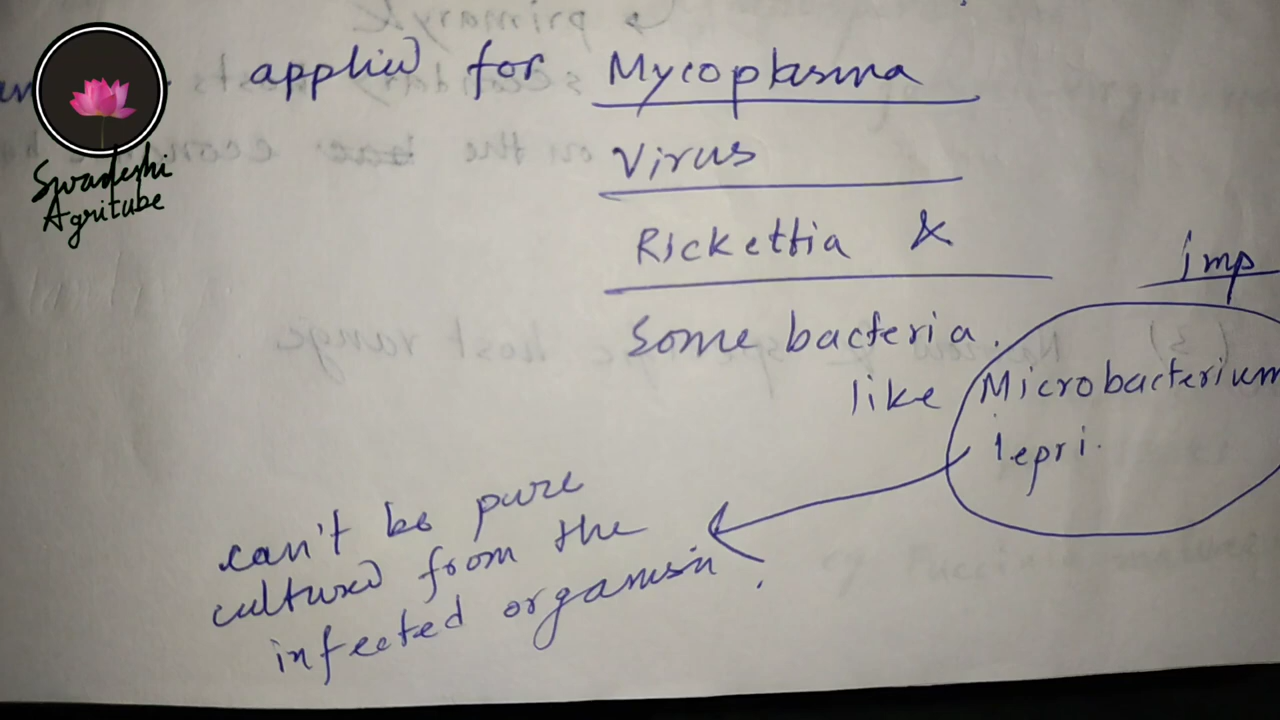 applied for Mycoplasma
Virus
Rickettia &
Some bacteria.
imp
like Microbacterium
lepri.
can't be pure
cultured from the
infected organism.
Swadeshi
Agritube